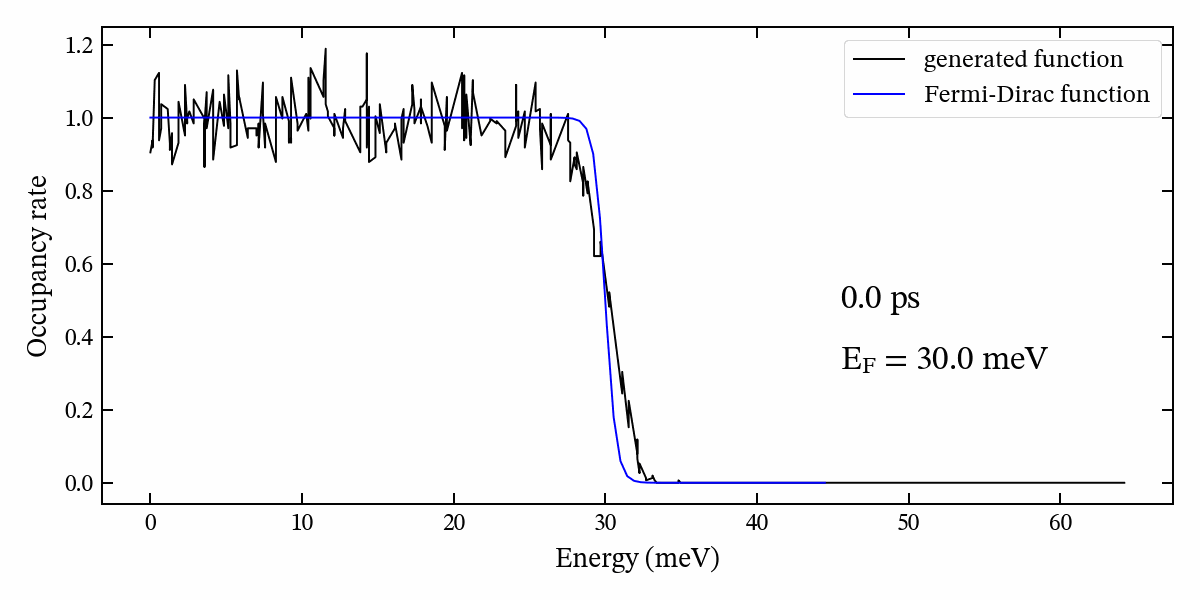 1.2
1.0
0.8
0.6
0.4
0.2
0.0
Occupancy rate
generated function
Fermi-Dirac function
0.0 ps
E_F = 30.0 meV
0 10 20 30 40 50 60
Energy (meV)